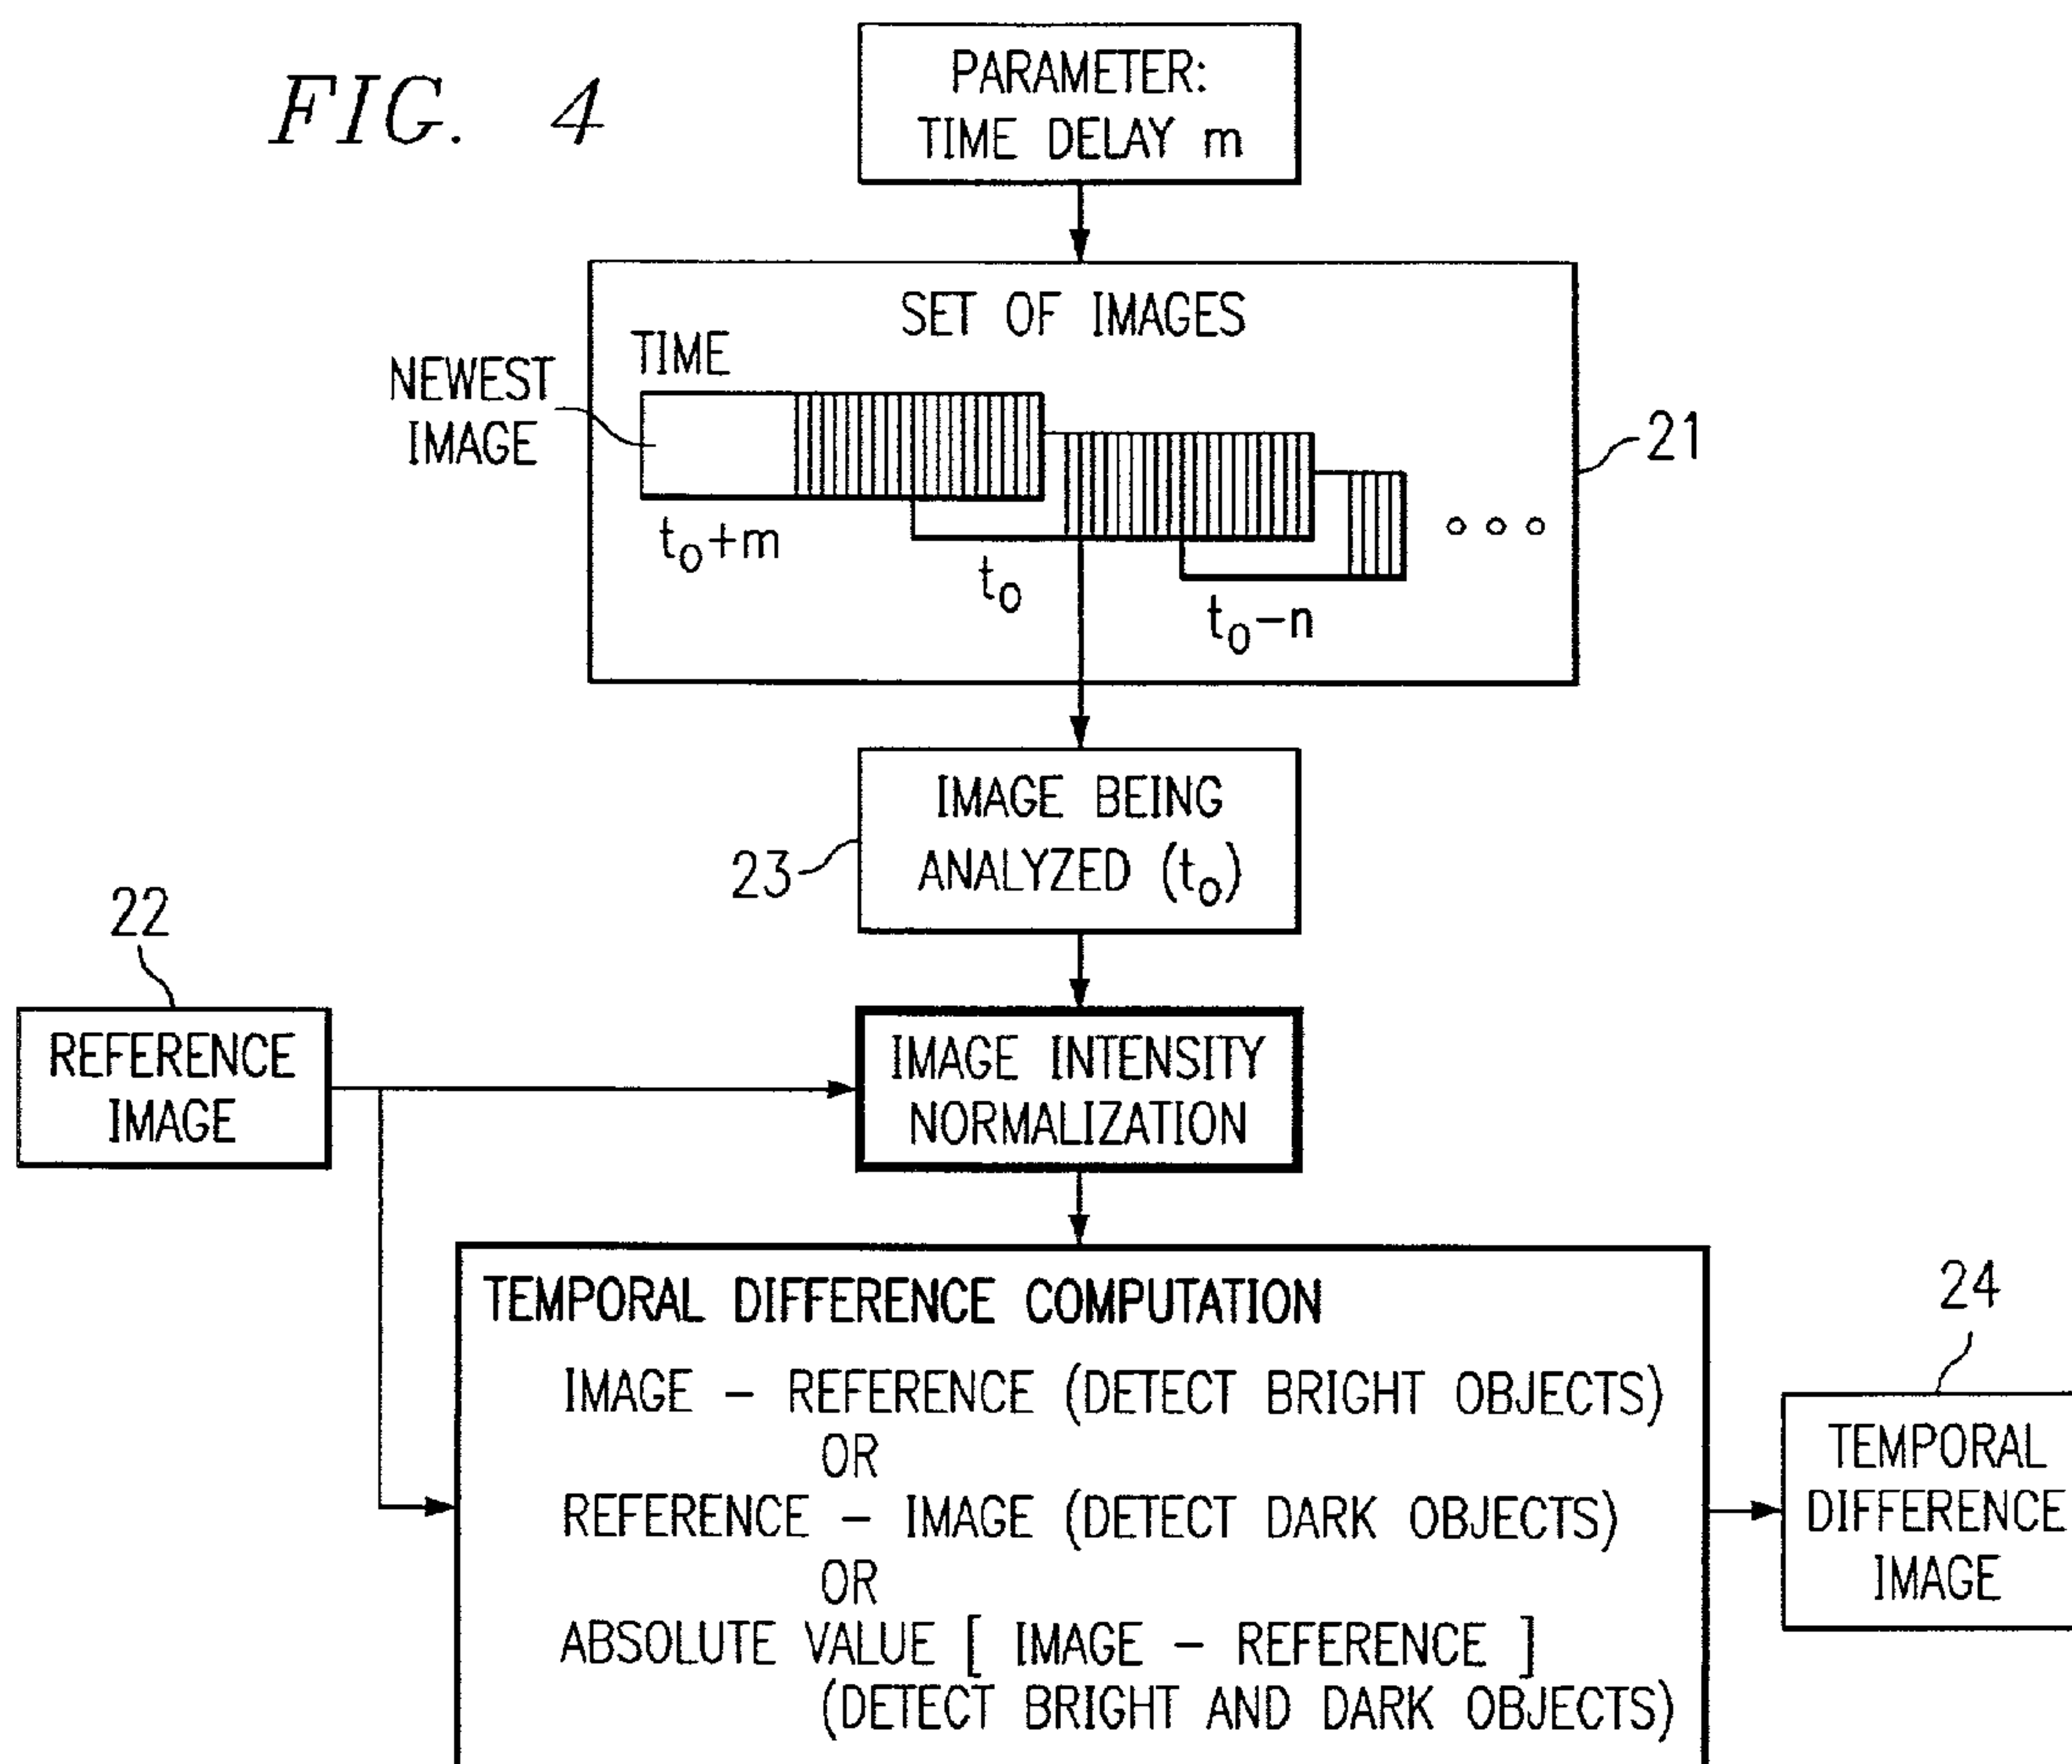 FIG. 4
PARAMETER:
TIME DELAY m
SET OF IMAGES
TIME
NEWEST
IMAGE
21
t0+m
t0
t0−n
IMAGE BEING
ANALYZED (t0)
23
22
REFERENCE
IMAGE
IMAGE INTENSITY
NORMALIZATION
TEMPORAL DIFFERENCE COMPUTATION
IMAGE − REFERENCE (DETECT BRIGHT OBJECTS)
OR
REFERENCE − IMAGE (DETECT DARK OBJECTS)
OR
ABSOLUTE VALUE [ IMAGE − REFERENCE ]
(DETECT BRIGHT AND DARK OBJECTS)
24
TEMPORAL
DIFFERENCE
IMAGE